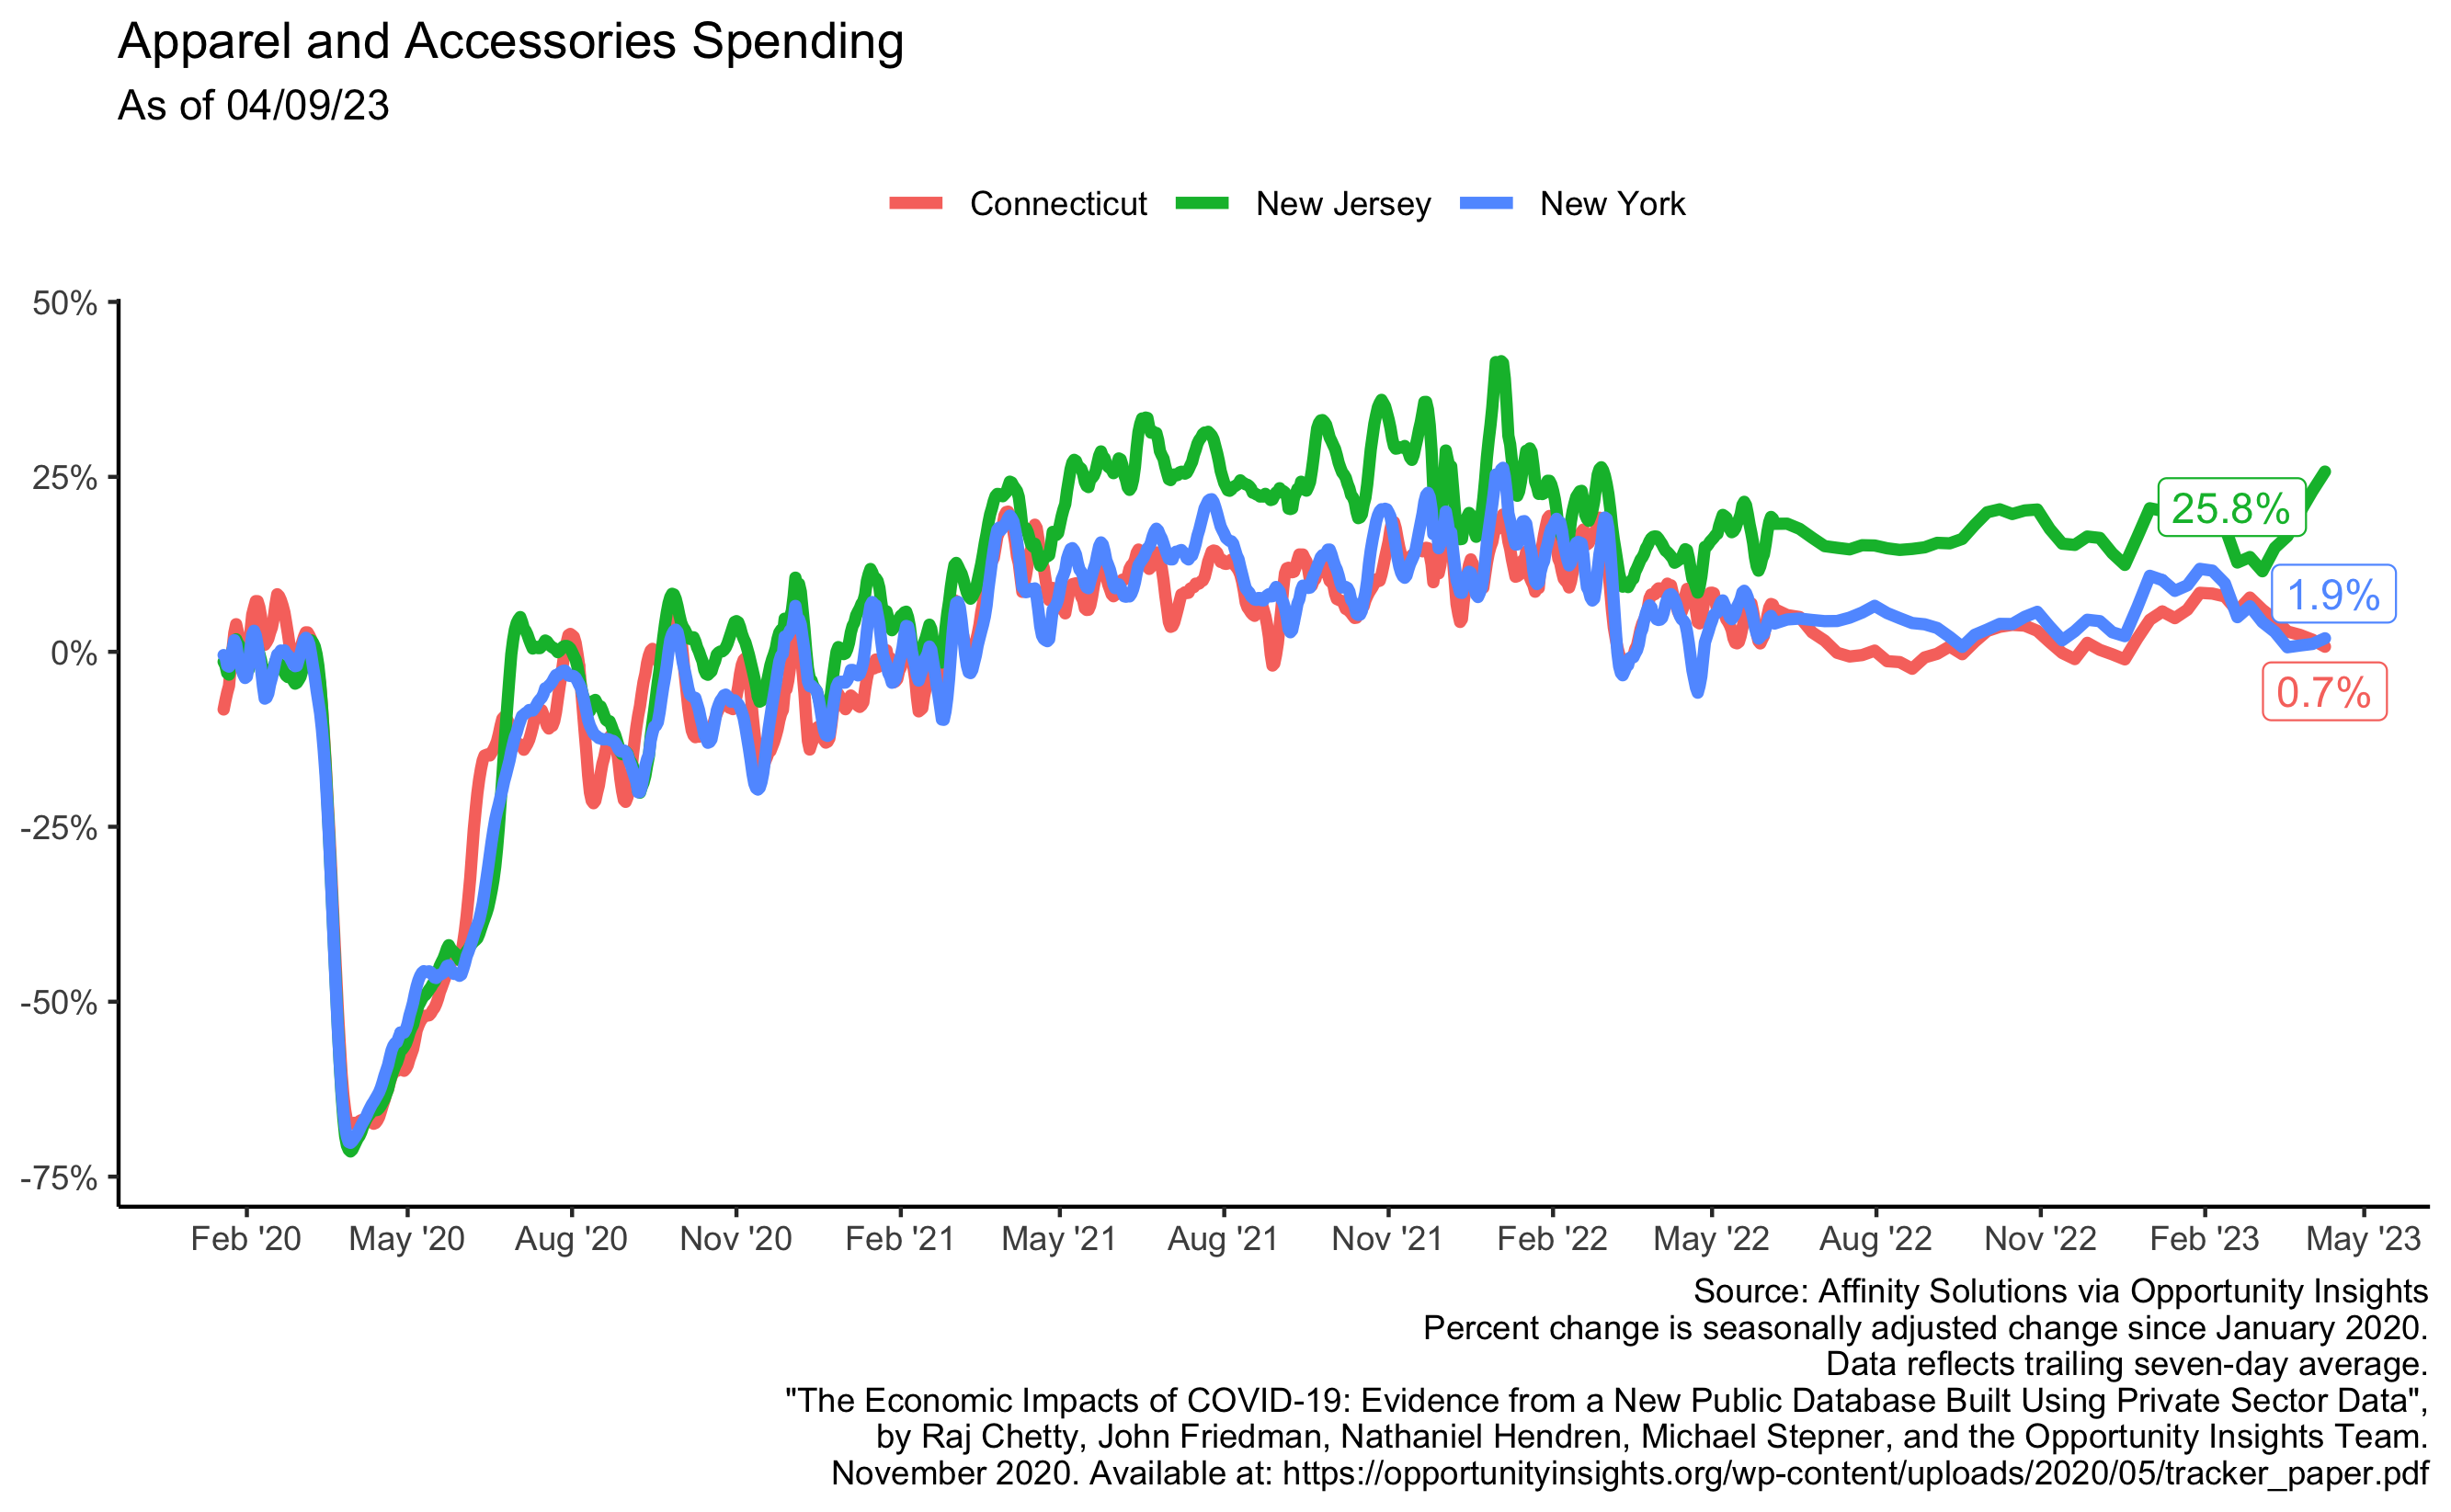 Apparel and Accessories Spending
As of 04/09/23
Connecticut New Jersey New York
50%
25%
0%
-25%
-50%
-75%
25.8%
1.9%
0.7%
Feb '20 May '20 Aug '20 Nov '20 Feb '21 May '21 Aug '21 Nov '21 Feb '22 May '22 Aug '22 Nov '22 Feb '23 May '23
Source: Affinity Solutions via Opportunity Insights
Percent change is seasonally adjusted change since January 2020.
Data reflects trailing seven-day average.
"The Economic Impacts of COVID-19: Evidence from a New Public Database Built Using Private Sector Data",
by Raj Chetty, John Friedman, Nathaniel Hendren, Michael Stepner, and the Opportunity Insights Team.
November 2020. Available at: https://opportunityinsights.org/wp-content/uploads/2020/05/tracker_paper.pdf